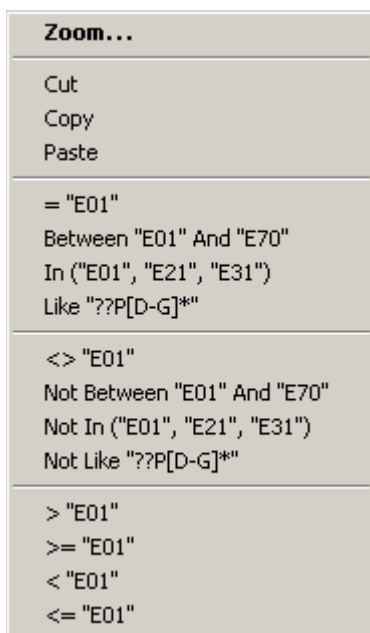 Zoom...
Cut
Copy
Paste
= "E01"
Between "E01" And "E70"
In ("E01", "E21", "E31")
Like "??P[D-G]*"
<> "E01"
Not Between "E01" And "E70"
Not In ("E01", "E21", "E31")
Not Like "??P[D-G]*"
> "E01"
>= "E01"
< "E01"
<= "E01"